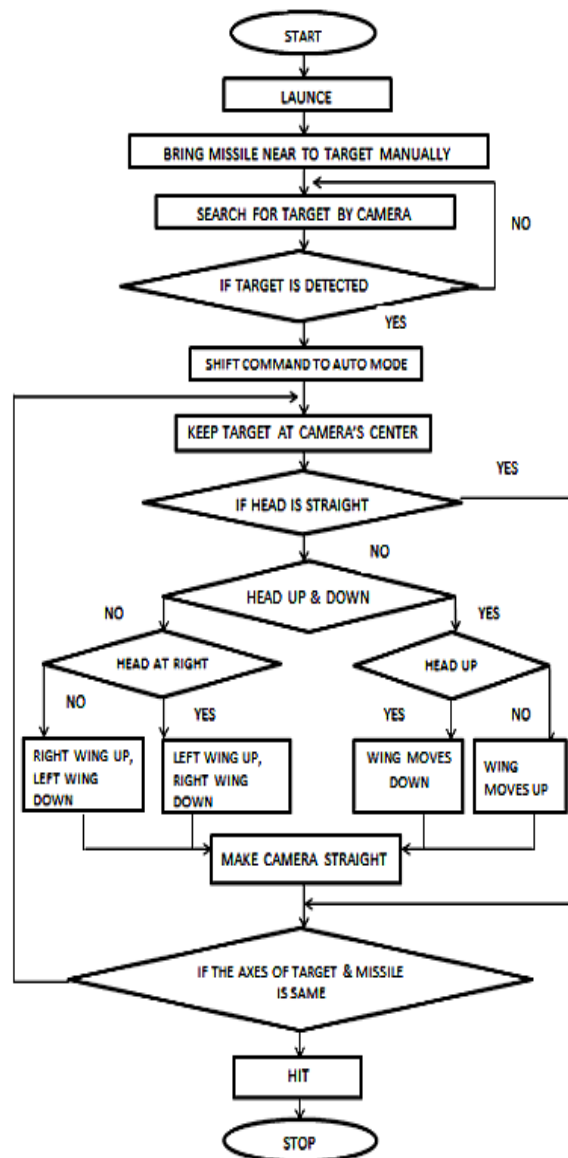 START
LAUNCE
BRING MISSILE NEAR TO TARGET MANUALLY
SEARCH FOR TARGET BY CAMERA
NO
IF TARGET IS DETECTED
YES
SHIFT COMMAND TO AUTO MODE
KEEP TARGET AT CAMERA'S CENTER
YES
IF HEAD IS STRAIGHT
NO
HEAD UP & DOWN
NO
YES
HEAD AT RIGHT
HEAD UP
NO
YES
YES
NO
RIGHT WING UP,
LEFT WING
DOWN
LEFT WING UP,
RIGHT WING
DOWN
WING MOVES
DOWN
WING
MOVES UP
MAKE CAMERA STRAIGHT
IF THE AXES OF TARGET & MISSILE
IS SAME
HIT
STOP